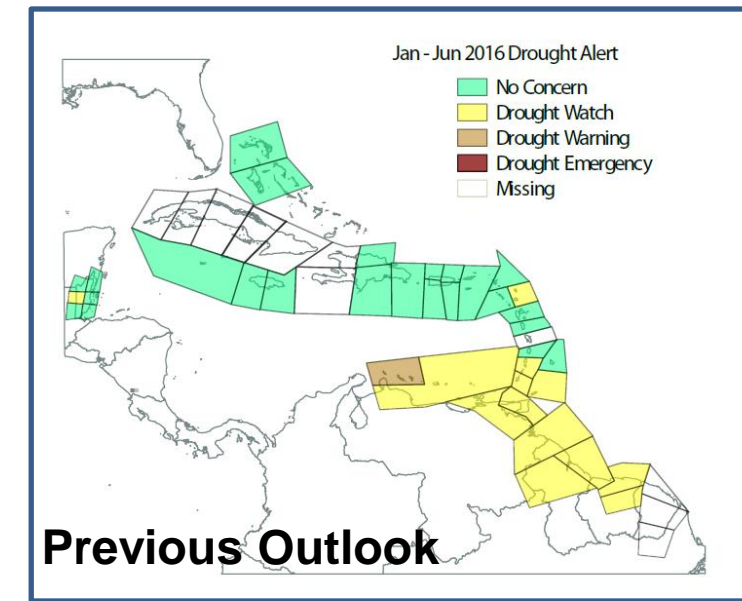 Jan - Jun 2016 Drought Alert
No Concern
Drought Watch
Drought Warning
Drought Emergency
Missing
Previous Outlook